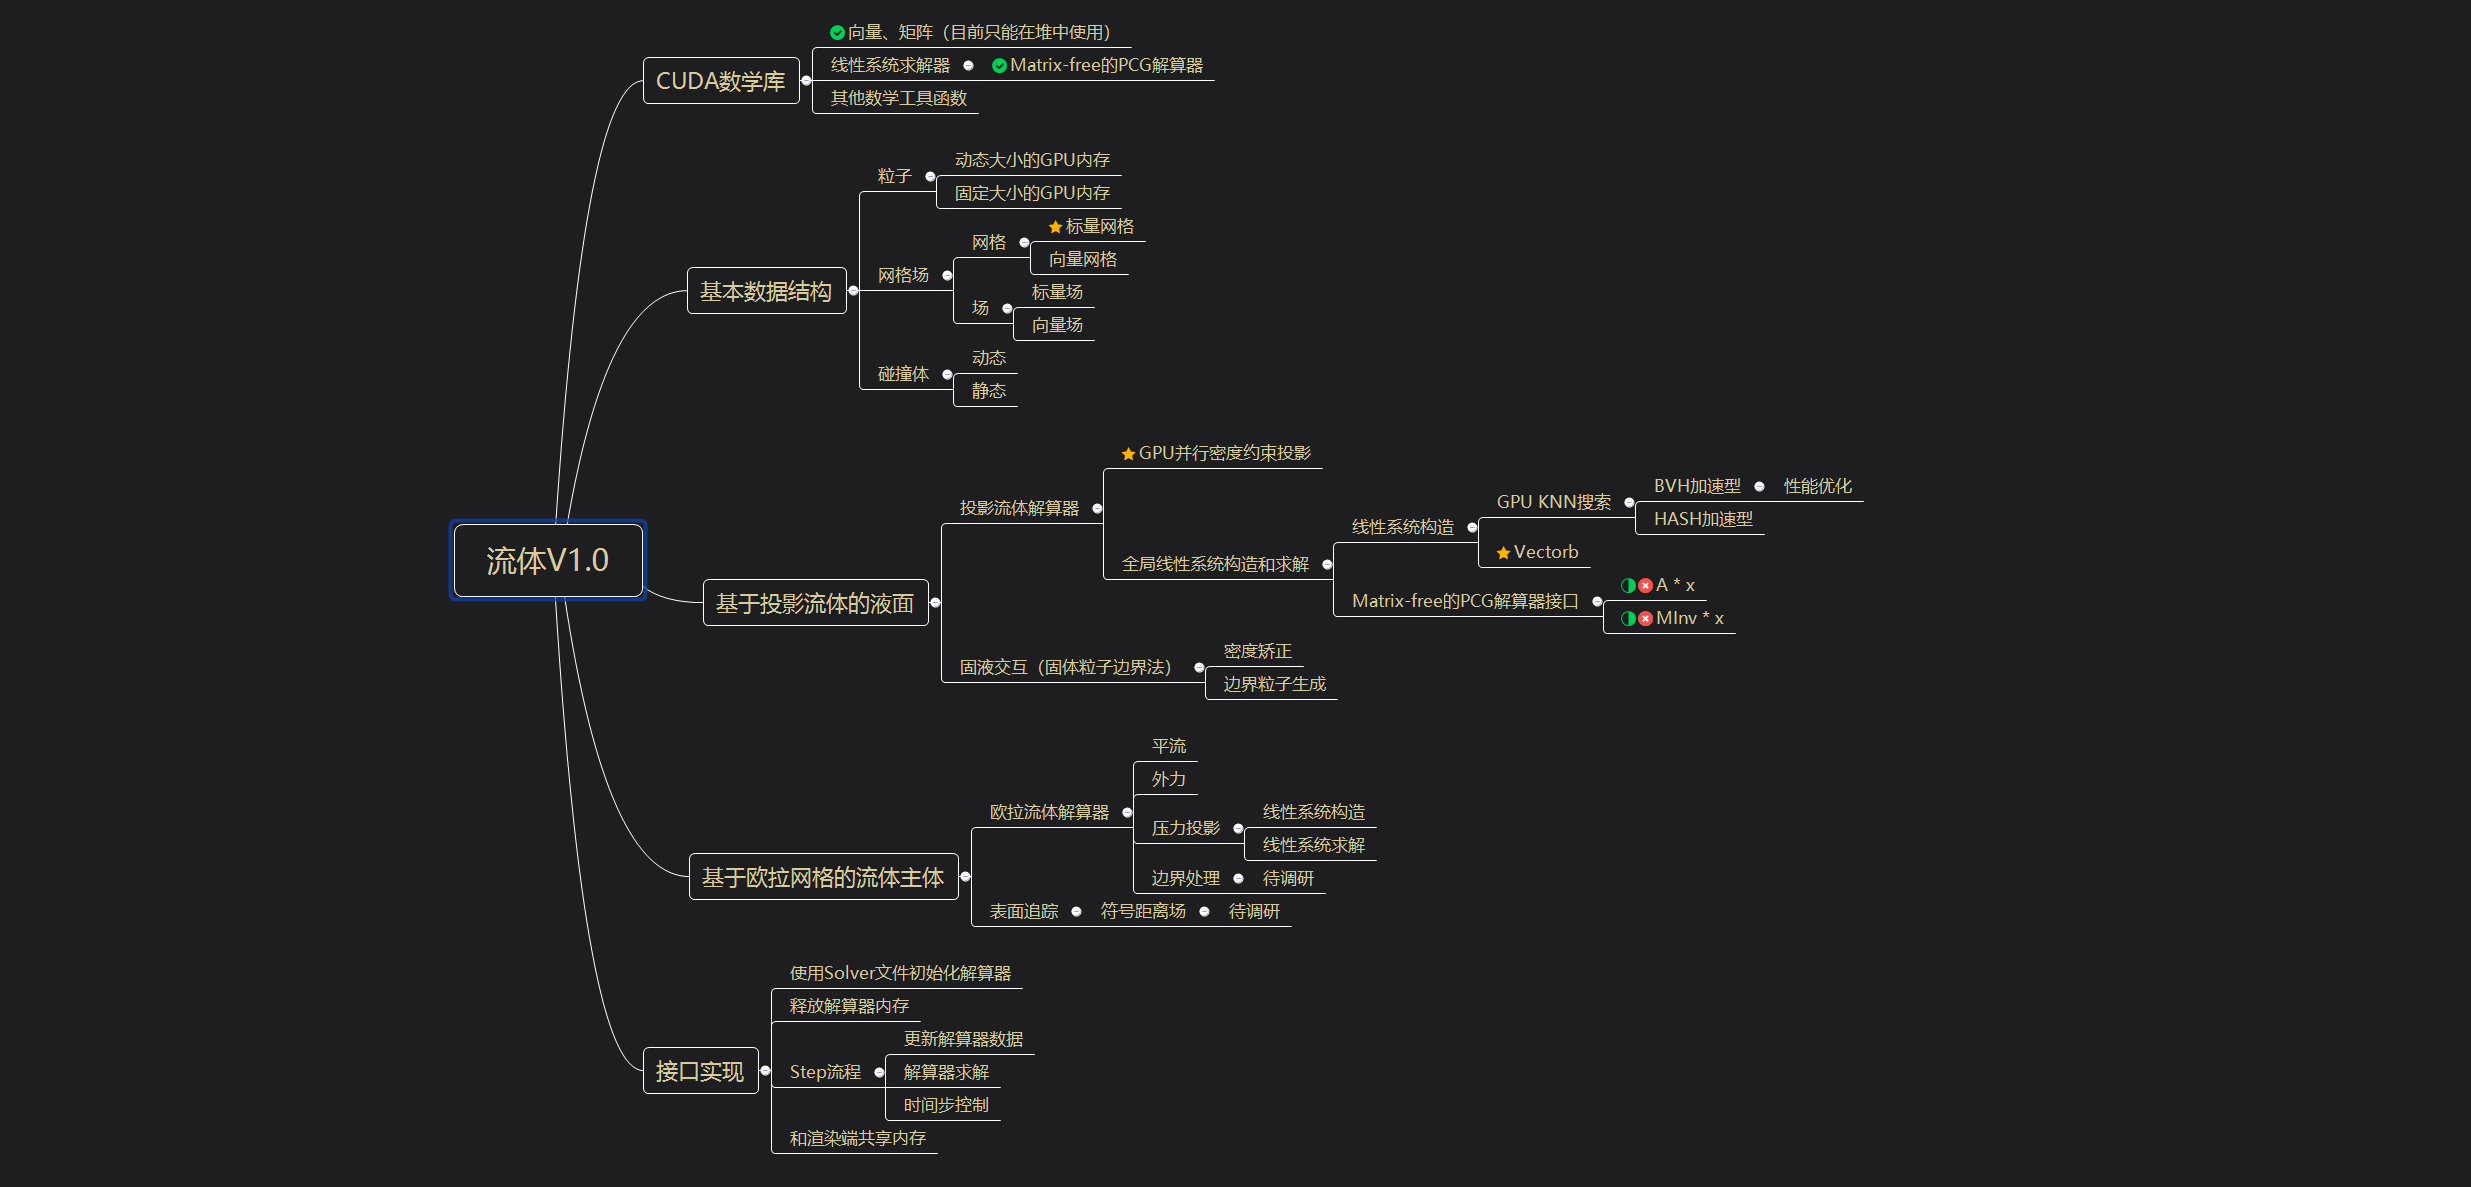 流体V1.0
CUDA数学库
向量、矩阵（目前只能在堆中使用）
线性系统求解器
Matrix-free的PCG解算器
其他数学工具函数
基本数据结构
粒子
动态大小的GPU内存
固定大小的GPU内存
网格场
网格
标量网格
向量网格
场
标量场
向量场
碰撞体
动态
静态
基于投影流体的液面
投影流体解算器
GPU并行密度约束投影
全局线性系统构造和求解
线性系统构造
GPU KNN搜索
BVH加速型
性能优化
HASH加速型
Vectorb
Matrix-free的PCG解算器接口
A * x
MInv * x
固液交互（固体粒子边界法）
密度矫正
边界粒子生成
基于欧拉网格的流体主体
欧拉流体解算器
平流
外力
压力投影
线性系统构造
线性系统求解
边界处理
待调研
表面追踪
符号距离场
待调研
接口实现
使用Solver文件初始化解算器
释放解算器内存
Step流程
更新解算器数据
解算器求解
时间步控制
和渲染端共享内存